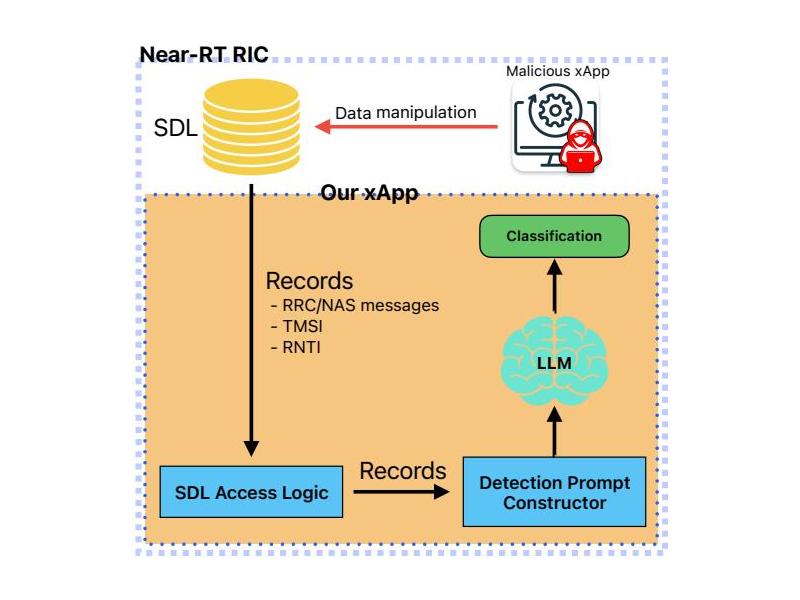 Near-RT RIC
Malicious xApp
SDL
Data manipulation
Our xApp
Classification
Records
- RRC/NAS messages
- TMSI
- RNTI
LLM
Records
SDL Access Logic
Detection Prompt
Constructor